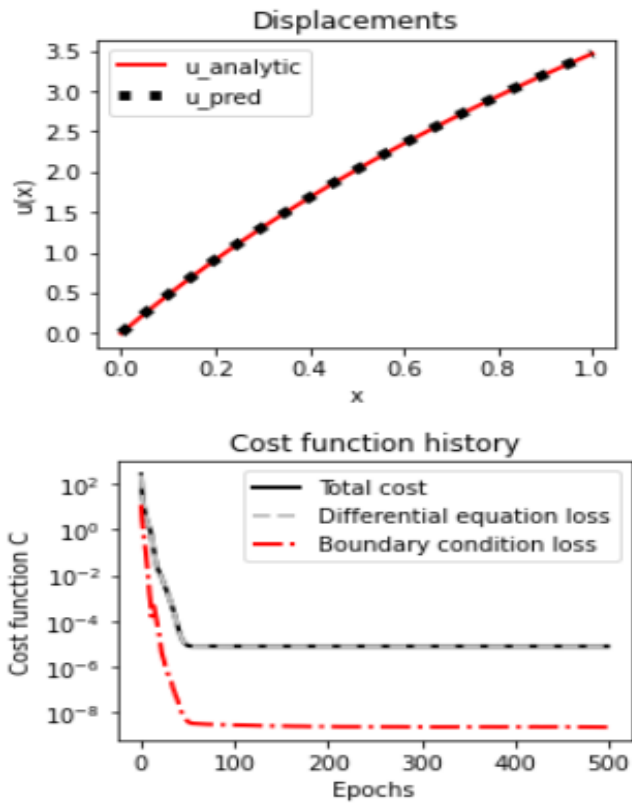 Displacements
3.5
3.0
2.5
2.0
1.5
1.0
0.5
0.0
u(x)
u_analytic
u_pred
0.0 0.2 0.4 0.6 0.8 1.0
x
Cost function history
10^2
10^0
10^-2
10^-4
10^-6
10^-8
Cost function C
Total cost
Differential equation loss
Boundary condition loss
0 100 200 300 400 500
Epochs